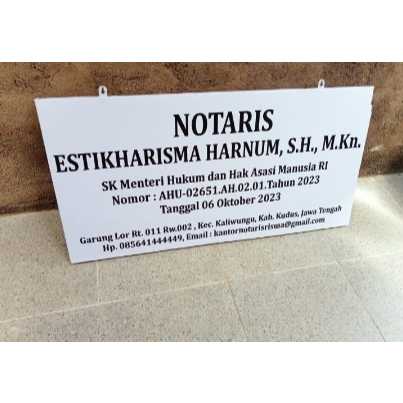 NOTARIS
ESTIKHARISMA HARNUM, S.H., M.Kn.
SK Menteri Hukum dan Hak Asasi Manusia RI
Nomor : AHU-02651.AH.02.01.Tahun 2023
Tanggal 06 Oktober 2023
Garung Lor Rt. 011 Rw.002 , Kec. Kaliwungu, Kab. Kudus, Jawa Tengah
Hp. 085641444449, Email : kantornotarisrisma@gmail.com